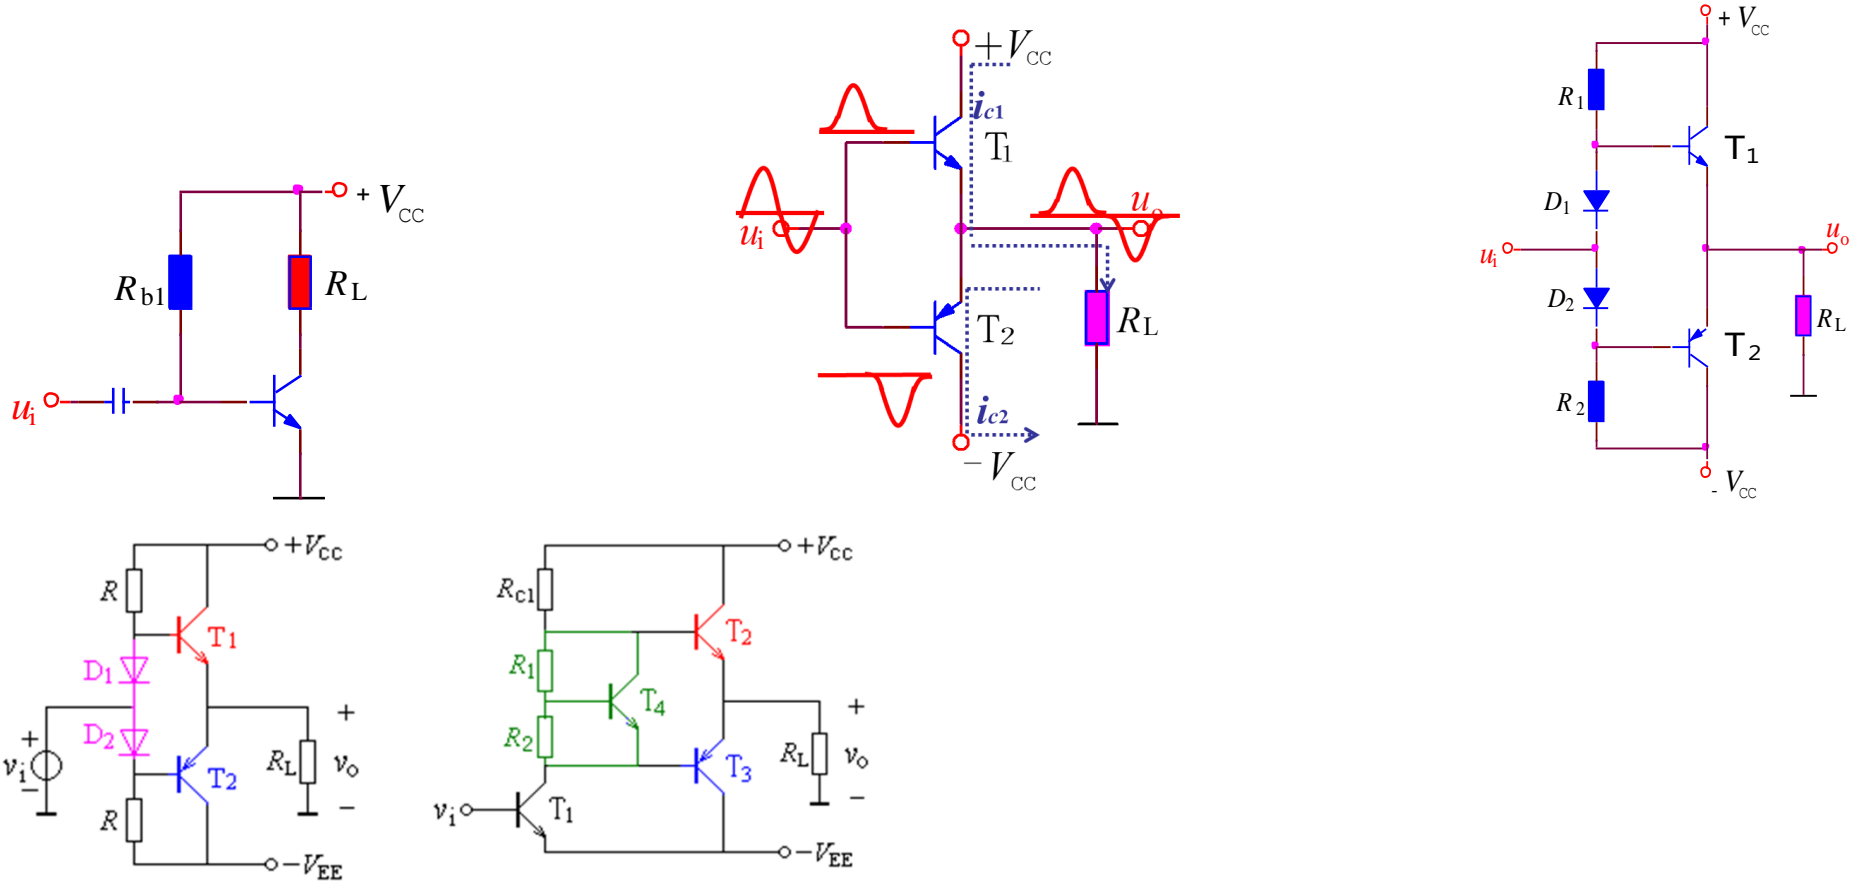 + VCC
Rb1
RL
ui
+VCC
ic1
T1
ui
uo
T2
RL
ic2
−VCC
+ VCC
R1
T1
D1
ui
uo
D2
RL
T2
R2
- VCC
+VCC
R
T1
D1
+
D2
+
vi
T2
RL
vo
−
−
R
−VEE
+VCC
Rc1
T2
R1
T4
+
R2
RL
vo
T3
vi
T1
−
−VEE